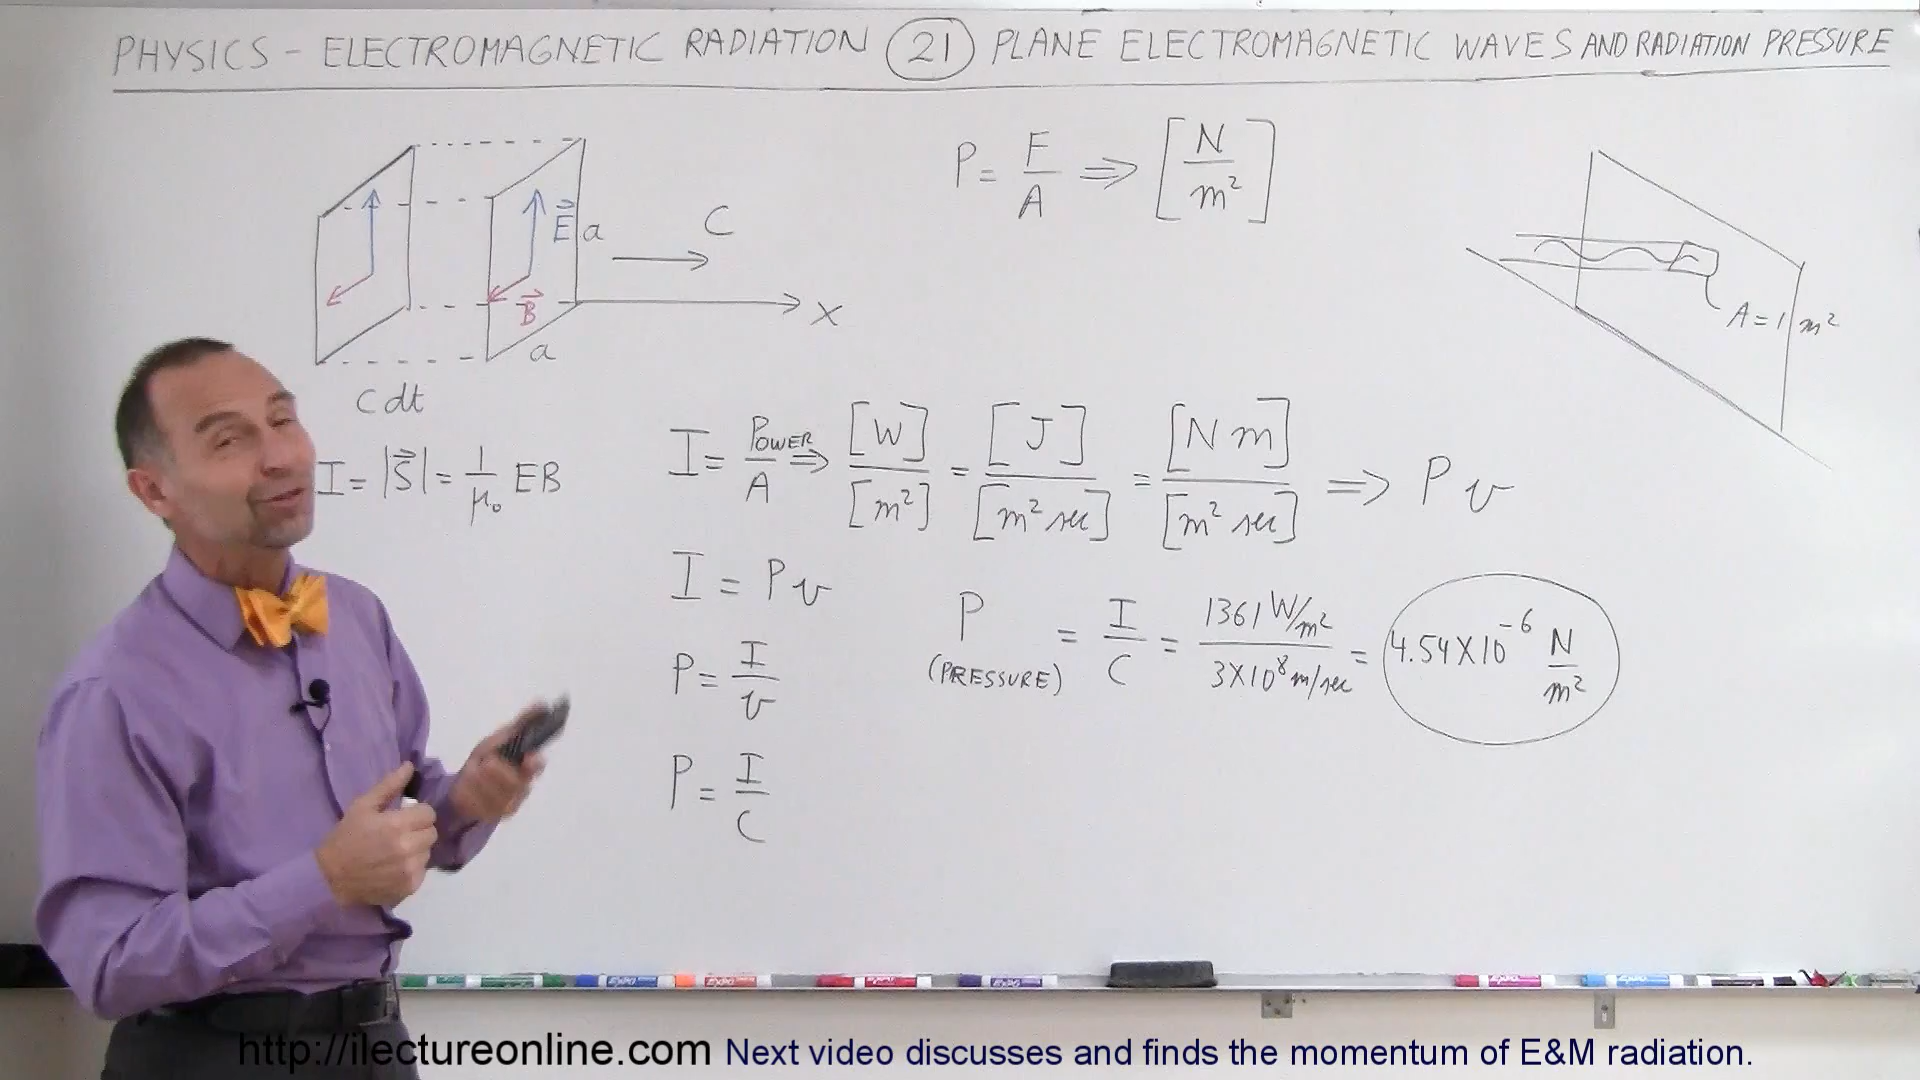 PHYSICS - ELECTROMAGNETIC RADIATION (21) PLANE ELECTROMAGNETIC WAVES AND RADIATION PRESSURE
P = F/A ⇒ [N/m²]
E⃗ a
C
B⃗
X
a
A = 1 m²
C dt
I = |S⃗| = 1/μ₀ EB
I = POWER/A ⇒ [W]/[m²] = [J]/[m² sec] = [N m]/[m² sec] ⇒ P v
I = P v
P (PRESSURE) = I/C = 1361 W/m² / 3X10⁸ m/sec = 4.54X10⁻⁶ N/m²
P = I/v
P = I/C
EXPO
EXPO
http://ilectureonline.com Next video discusses and finds the momentum of E&M radiation.